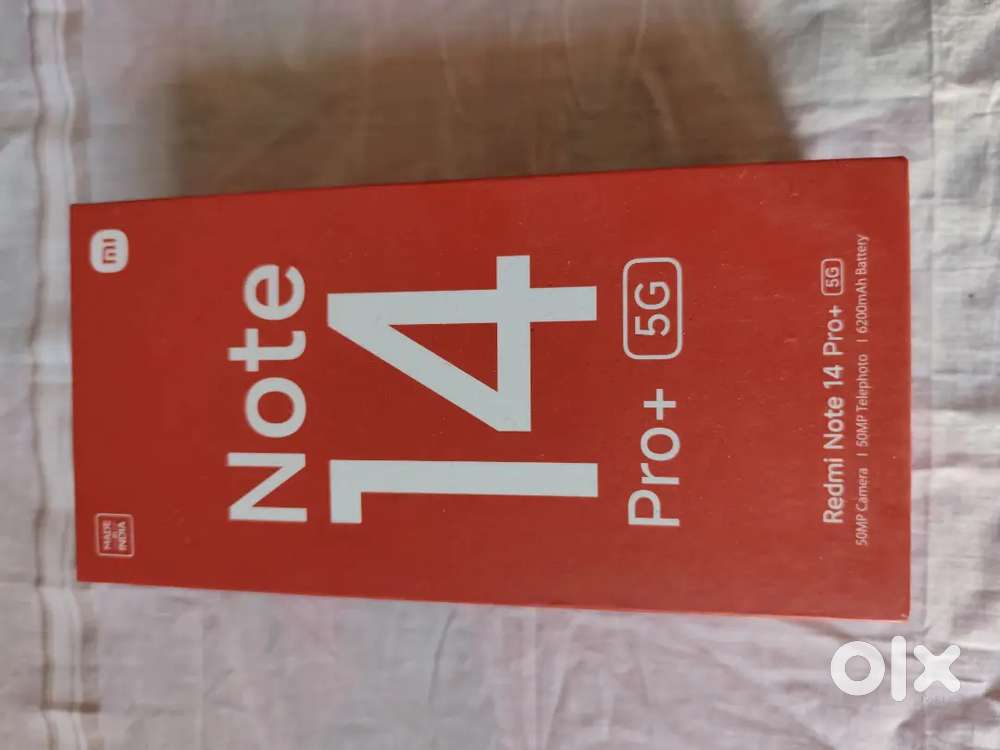 MADE
IN
INDIA
mi
Note
14
Pro+ 5G
Redmi Note 14 Pro+ 5G
50MP Camera | 50MP Telephoto | 6200mAh Battery
olx